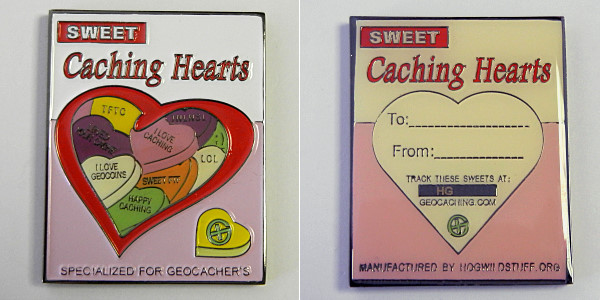 SWEET
Caching Hearts
TFTC
I LOVE
CACHING
I LOVE
GEOCOINS
LOL
SWEET
HAPPY
CACHING
SPECIALIZED FOR GEOCACHER'S
SWEET
Caching Hearts
To:
From:
TRACK THESE SWEETS AT:
HG
GEOCACHING.COM
MANUFACTURED BY HOGWILDSTUFF.ORG